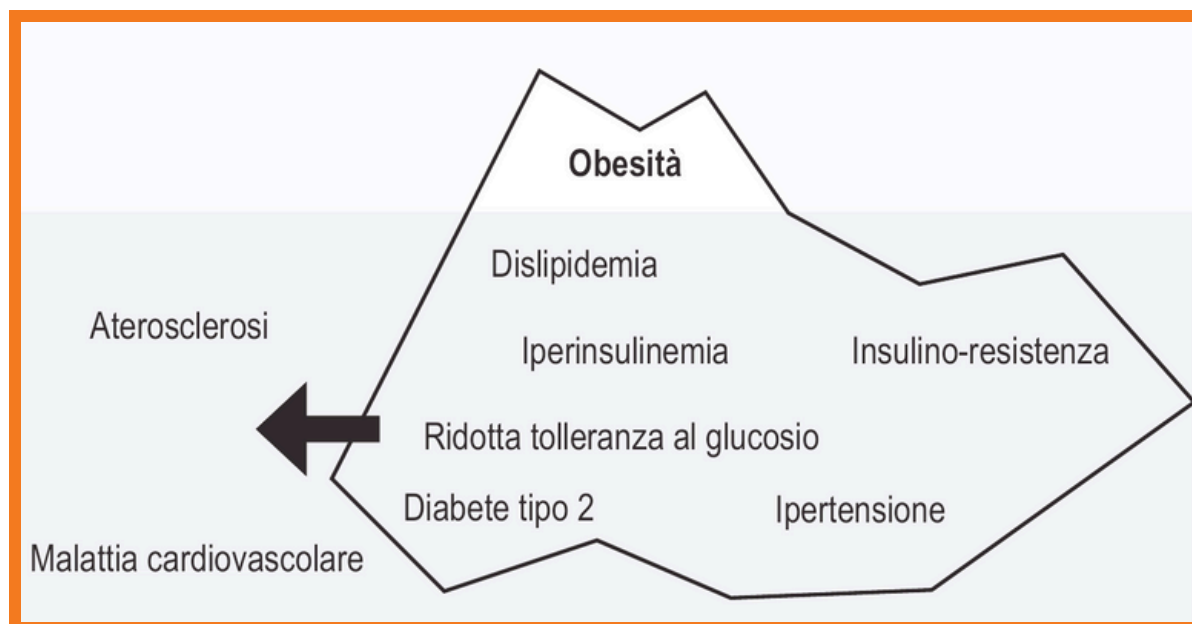 Obesità
Dislipidemia
Aterosclerosi
Iperinsulinemia
Insulino-resistenza
Ridotta tolleranza al glucosio
Diabete tipo 2
Ipertensione
Malattia cardiovascolare